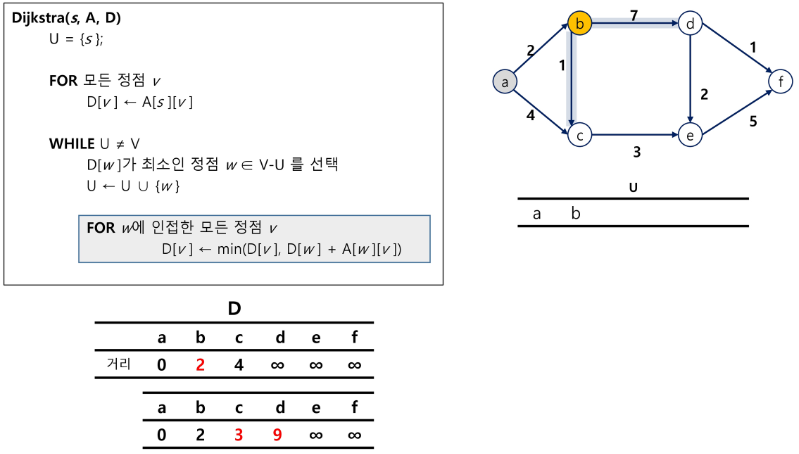 Dijkstra(s, A, D)
U = {s};
FOR 모든 정점 v
D[v] ← A[s][v]
WHILE U ≠ V
D[w]가 최소인 정점 w ∈ V-U 를 선택
U ← U ∪ {w}
FOR w에 인접한 모든 정점 v
D[v] ← min(D[v], D[w] + A[w][v])
b 7 d
2 1
a 1 f
4 2
c e 5
3
U
a b
D
a b c d e f
거리 0 2 4 ∞ ∞ ∞
a b c d e f
0 2 3 9 ∞ ∞